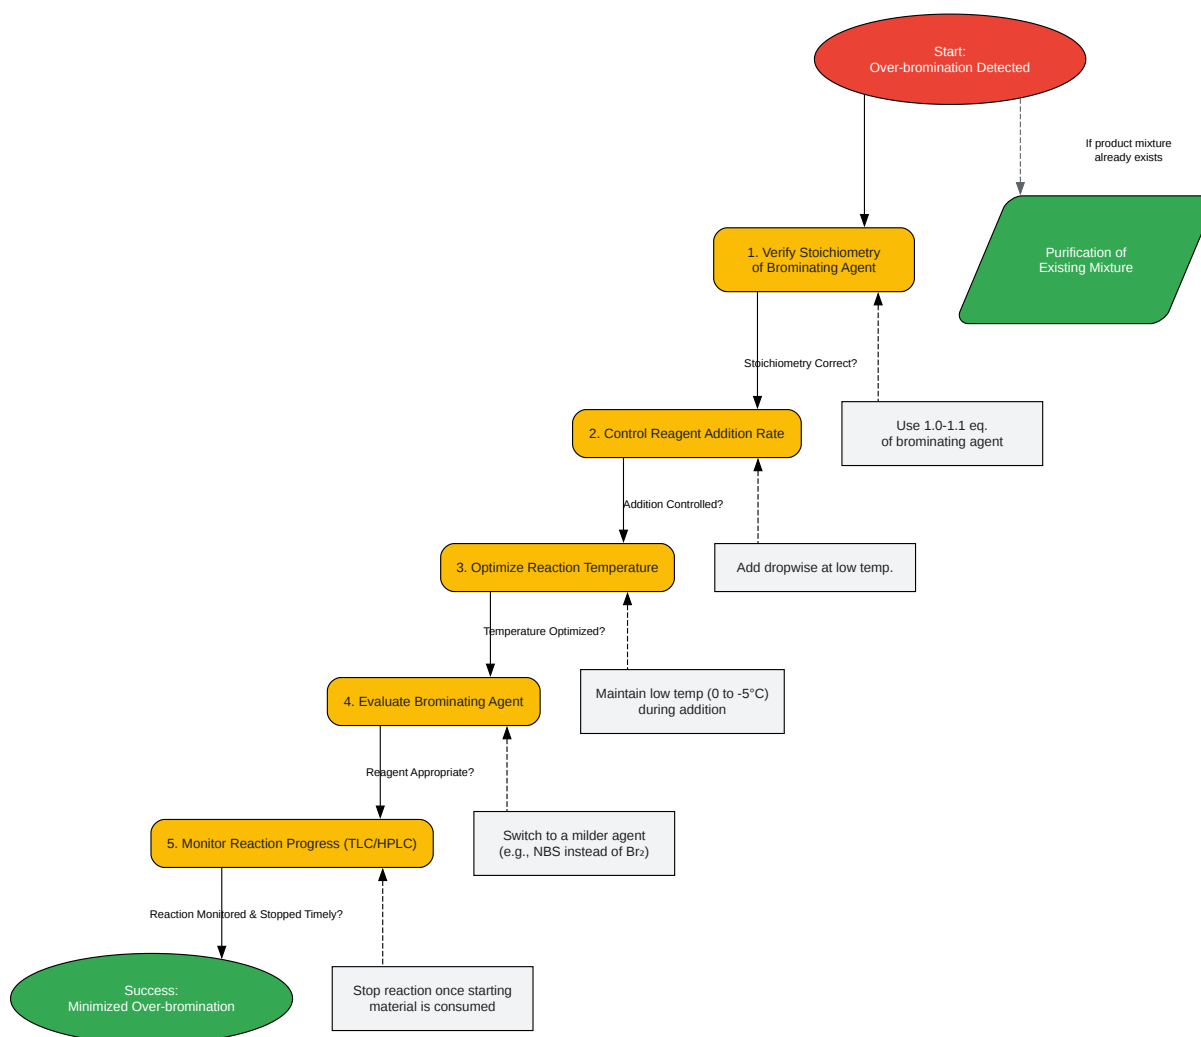 Start:
Over-bromination Detected
If product mixture
already exists
Purification of
Existing Mixture
1. Verify Stoichiometry
of Brominating Agent
Stoichiometry Correct?
Use 1.0-1.1 eq.
of brominating agent
2. Control Reagent Addition Rate
Addition Controlled?
Add dropwise at low temp.
3. Optimize Reaction Temperature
Temperature Optimized?
Maintain low temp (0 to -5°C)
during addition
4. Evaluate Brominating Agent
Reagent Appropriate?
Switch to a milder agent
(e.g., NBS instead of Br₂)
5. Monitor Reaction Progress (TLC/HPLC)
Reaction Monitored & Stopped Timely?
Stop reaction once starting
material is consumed
Success:
Minimized Over-bromination